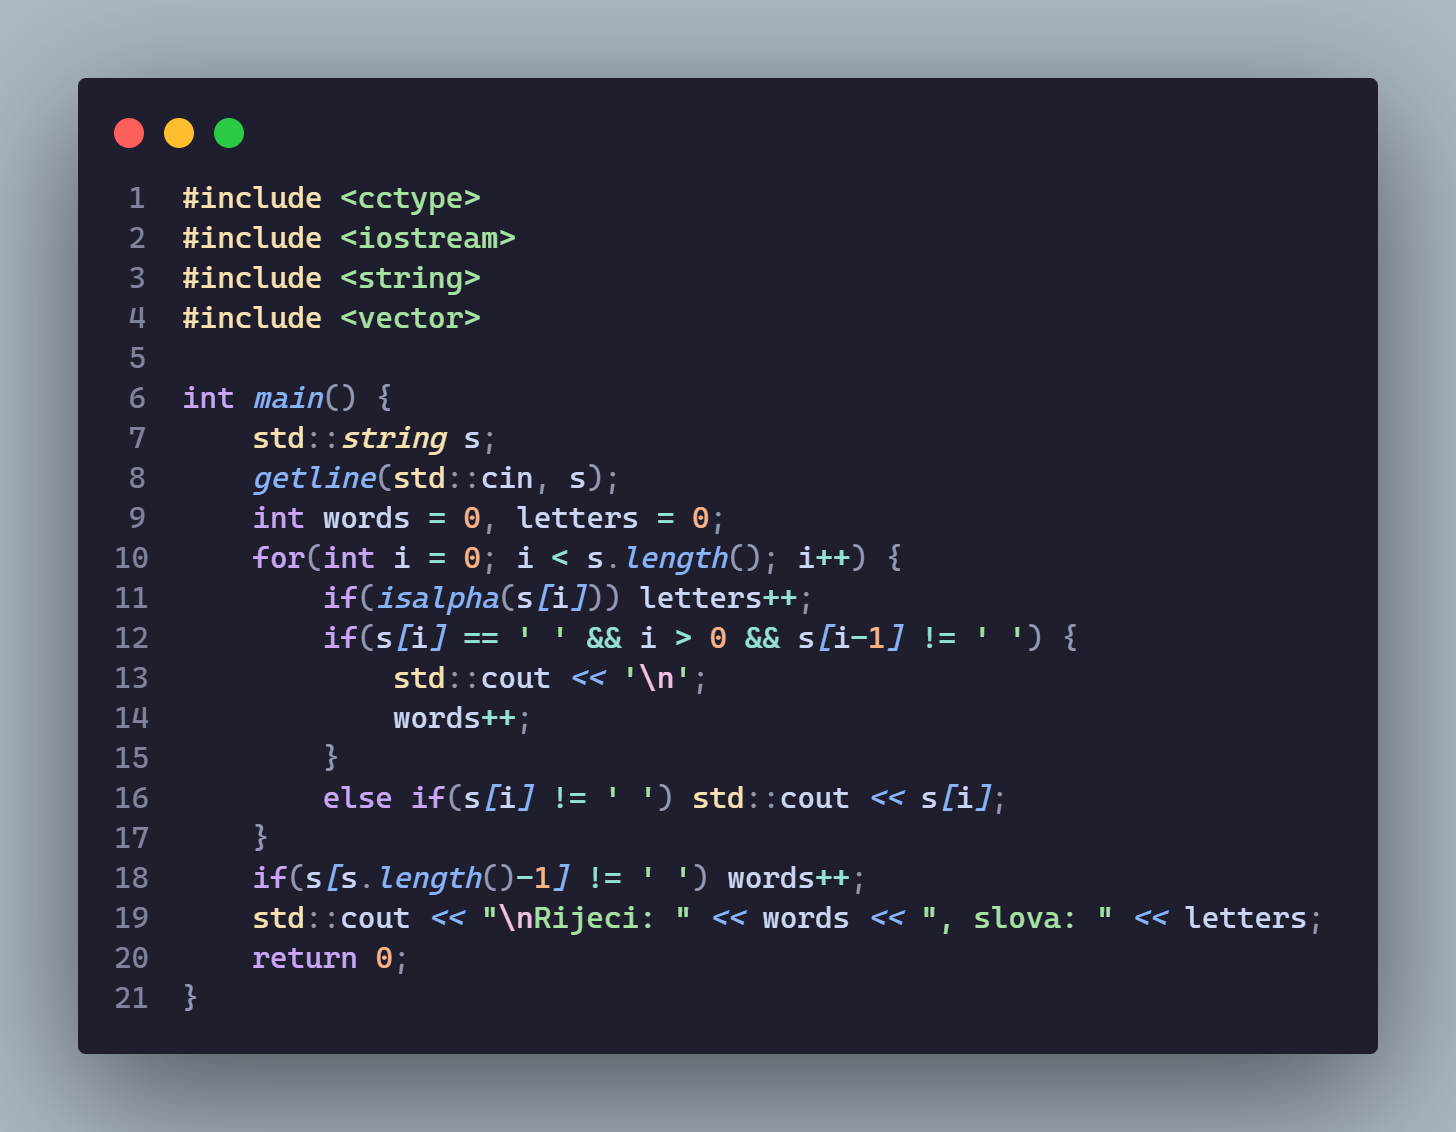 1 #include <cctype>
2 #include <iostream>
3 #include <string>
4 #include <vector>
5
6 int main() {
7     std::string s;
8     getline(std::cin, s);
9     int words = 0, letters = 0;
10     for(int i = 0; i < s.length(); i++) {
11         if(isalpha(s[i])) letters++;
12         if(s[i] == ' ' && i > 0 && s[i-1] != ' ') {
13             std::cout << '\n';
14             words++;
15         }
16         else if(s[i] != ' ') std::cout << s[i];
17     }
18     if(s[s.length()-1] != ' ') words++;
19     std::cout << "\nRijeci: " << words << ", slova: " << letters;
20     return 0;
21 }